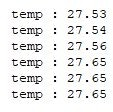 temp : 27.53
temp : 27.54
temp : 27.56
temp : 27.65
temp : 27.65
temp : 27.65